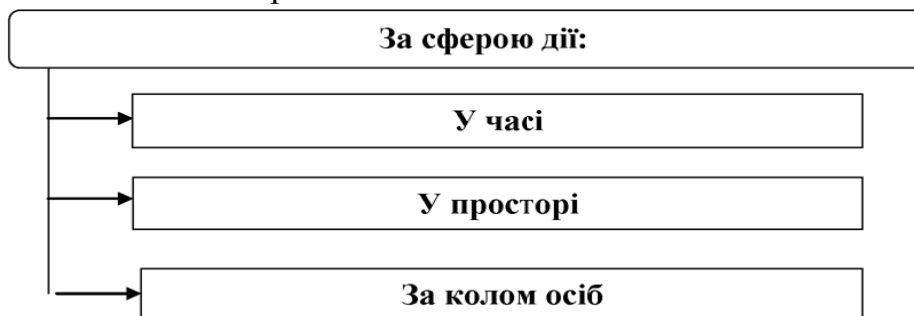 За сферою дії:
У часі
У просторі
За колом осіб